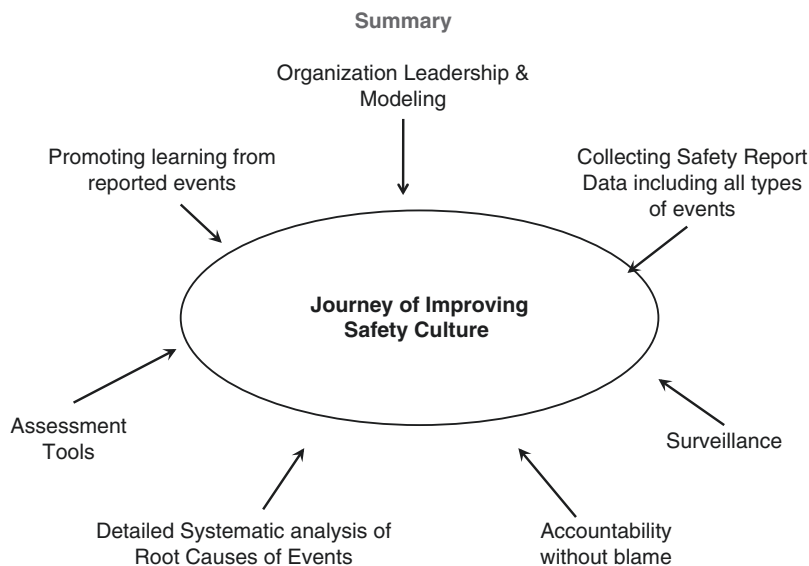 Summary
Organization Leadership &
Modeling
Promoting learning from
reported events
Collecting Safety Report
Data including all types
of events
Journey of Improving
Safety Culture
Assessment
Tools
Surveillance
Detailed Systematic analysis of
Root Causes of Events
Accountability
without blame